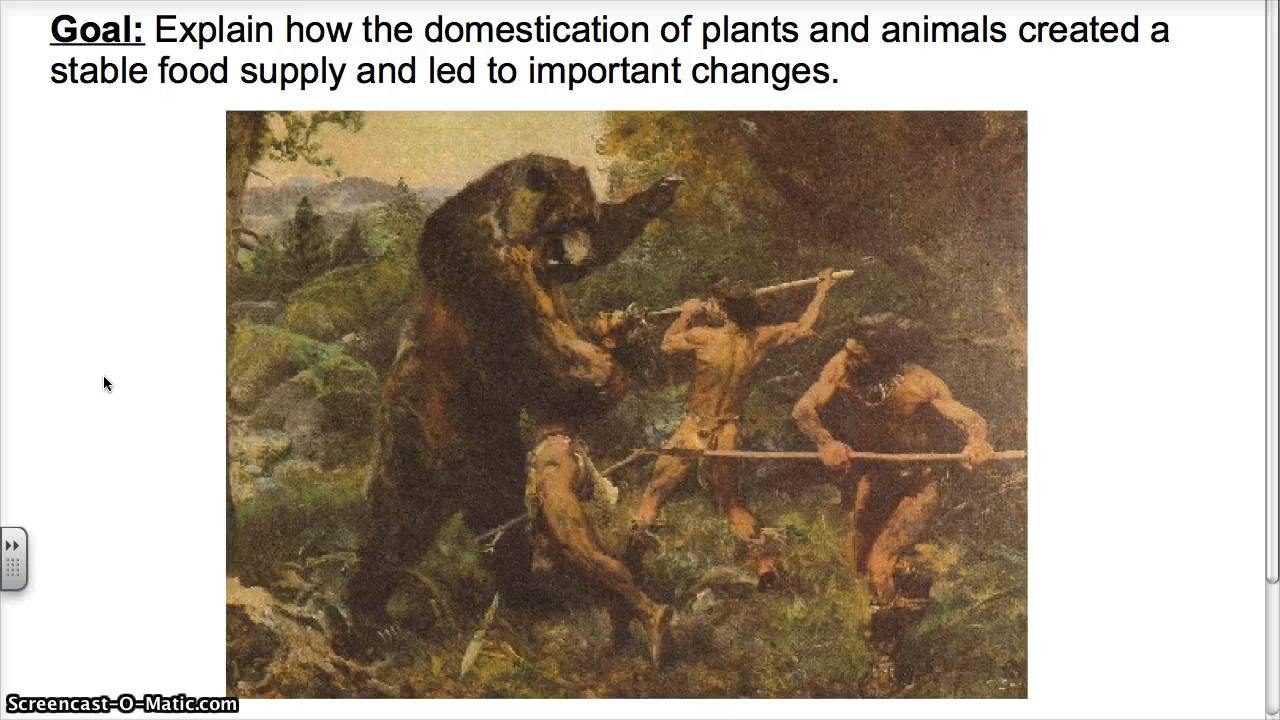 Goal: Explain how the domestication of plants and animals created a
stable food supply and led to important changes.
Screencast-O-Matic.com